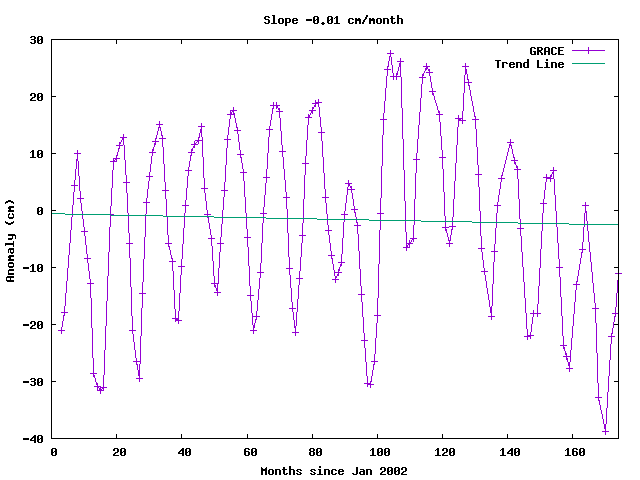 Slope -0.01 cm/month
30
20
10
0
-10
-20
-30
-40
Anomaly (cm)
GRACE
Trend Line
0 20 40 60 80 100 120 140 160
Months since Jan 2002